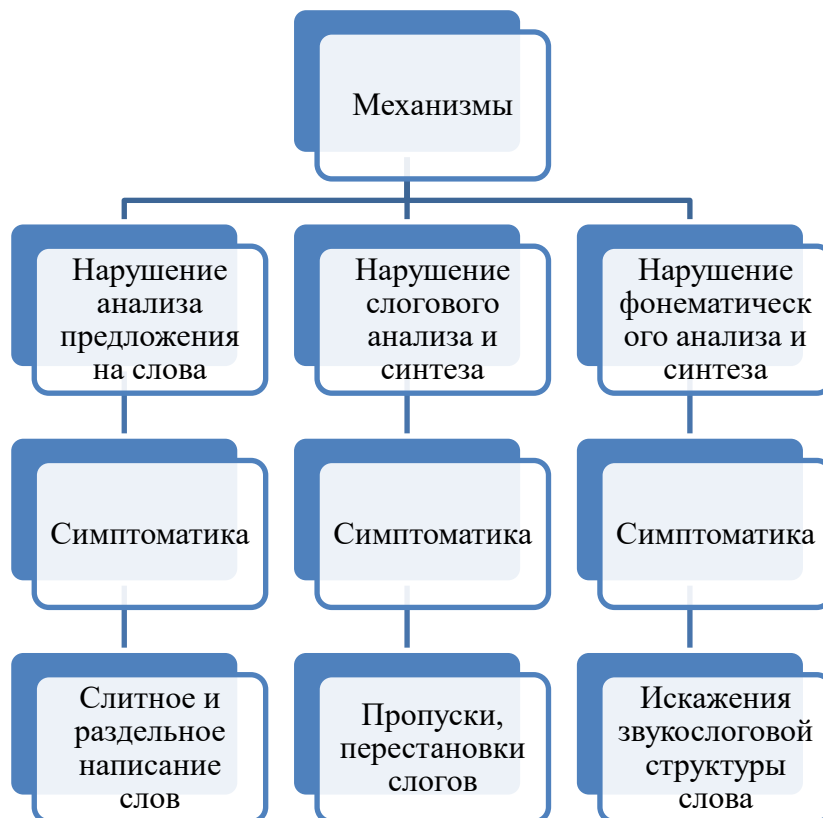 Механизмы
Нарушение
анализа
предложения
на слова
Нарушение
слогового
анализа и
синтеза
Нарушение
фонематическ
ого анализа и
синтеза
Симптоматика
Симптоматика
Симптоматика
Слитное и
раздельное
написание
слов
Пропуски,
перестановки
слогов
Искажения
звукослоговой
структуры
слова